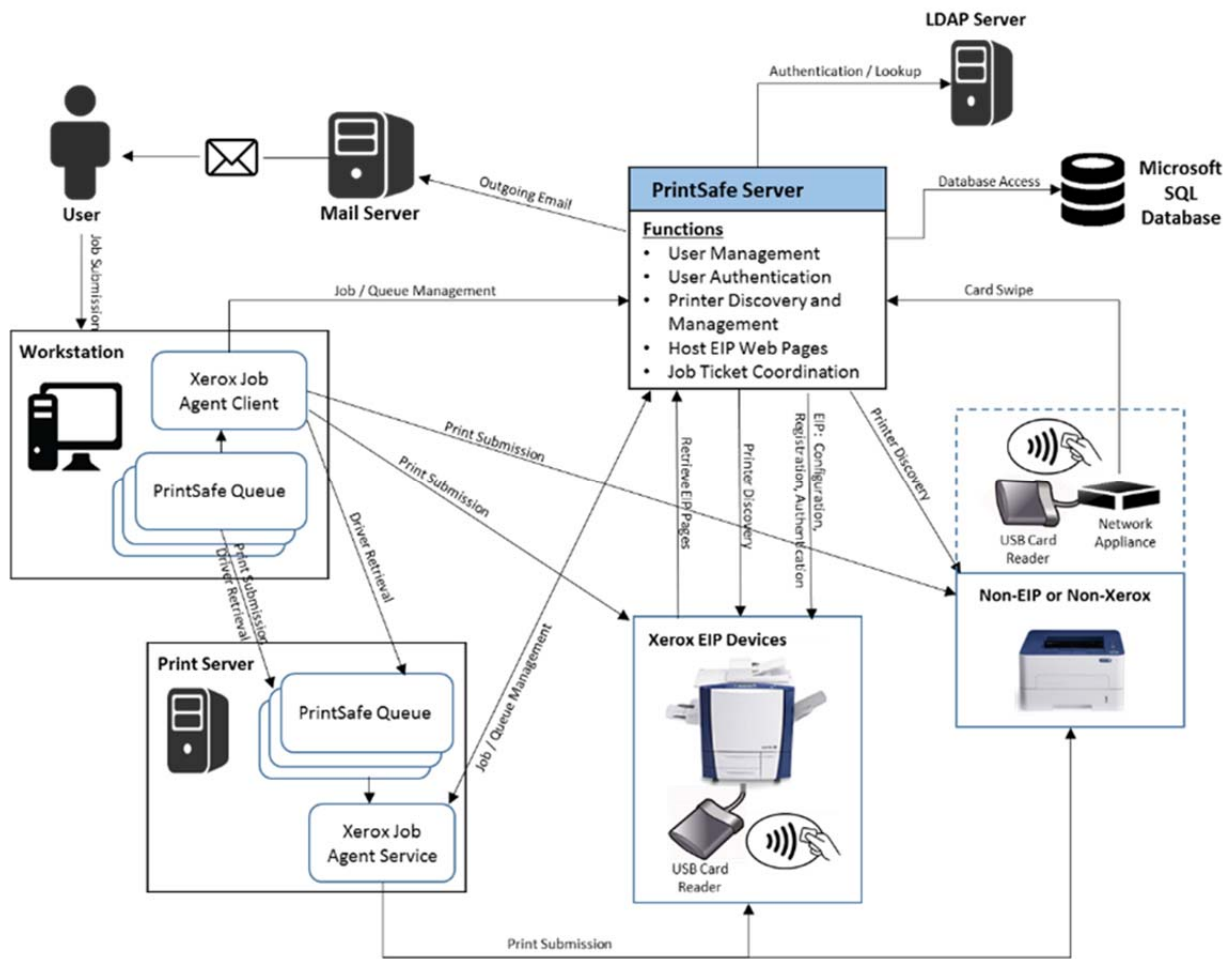 LDAP Server
Authentication / Lookup
User
Mail Server
Outgoing Email
PrintSafe Server
Functions
• User Management
• User Authentication
• Printer Discovery and
Management
• Host EIP Web Pages
• Job Ticket Coordination
Database Access
Microsoft
SQL
Database
Job Submission
Job / Queue Management
Card Swipe
Workstation
Xerox Job
Agent Client
PrintSafe Queue
Print Submission
Print Submission
Driver Retrieval
Print Submission
Driver Retrieval
Retrieve EIP Pages
Printer Discovery
EIP: Configuration,
Registration, Authentication
Printer Discovery
USB Card
Reader
Network
Appliance
Non-EIP or Non-Xerox
Print Server
PrintSafe Queue
Job / Queue Management
Xerox Job
Agent Service
Xerox EIP Devices
USB Card
Reader
Print Submission